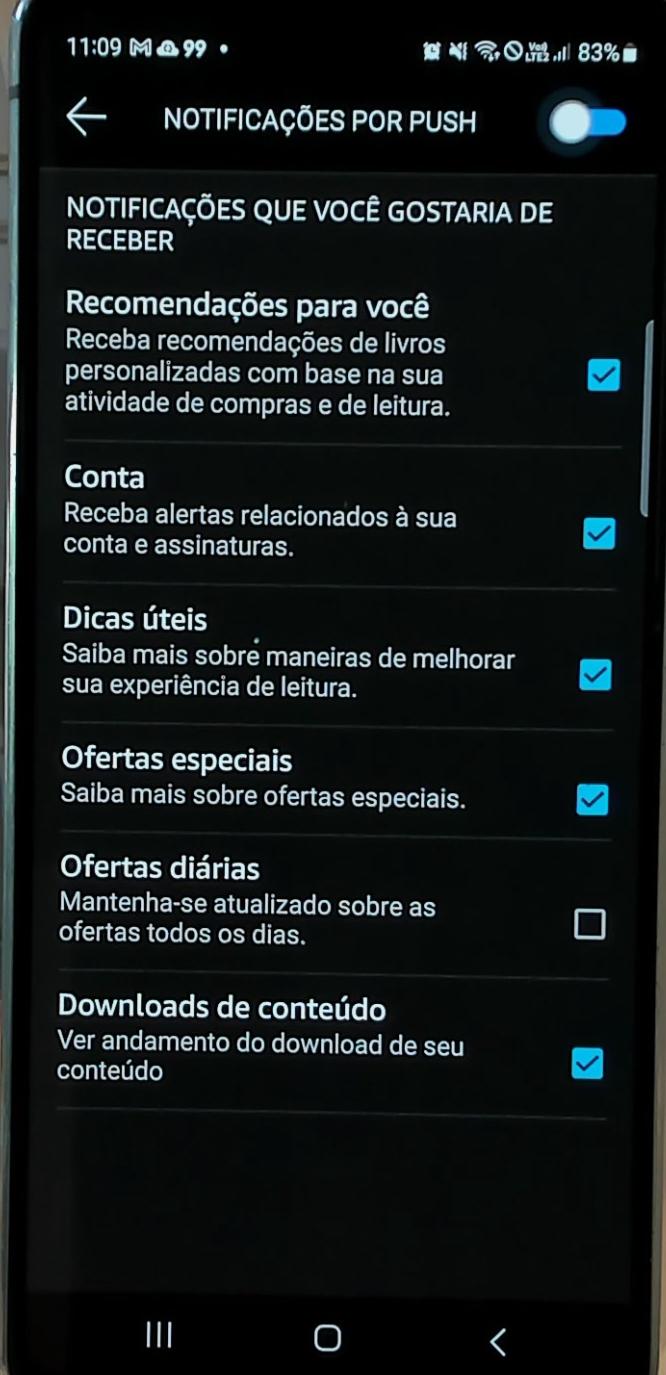 11:09 M 99 •
Vo) LTE2 83%
NOTIFICAÇÕES POR PUSH
NOTIFICAÇÕES QUE VOCÊ GOSTARIA DE
RECEBER
Recomendações para você
Receba recomendações de livros
personalizadas com base na sua
atividade de compras e de leitura.
Conta
Receba alertas relacionados à sua
conta e assinaturas.
Dicas úteis
Saiba mais sobre maneiras de melhorar
sua experiência de leitura.
Ofertas especiais
Saiba mais sobre ofertas especiais.
Ofertas diárias
Mantenha-se atualizado sobre as
ofertas todos os dias.
Downloads de conteúdo
Ver andamento do download de seu
conteúdo